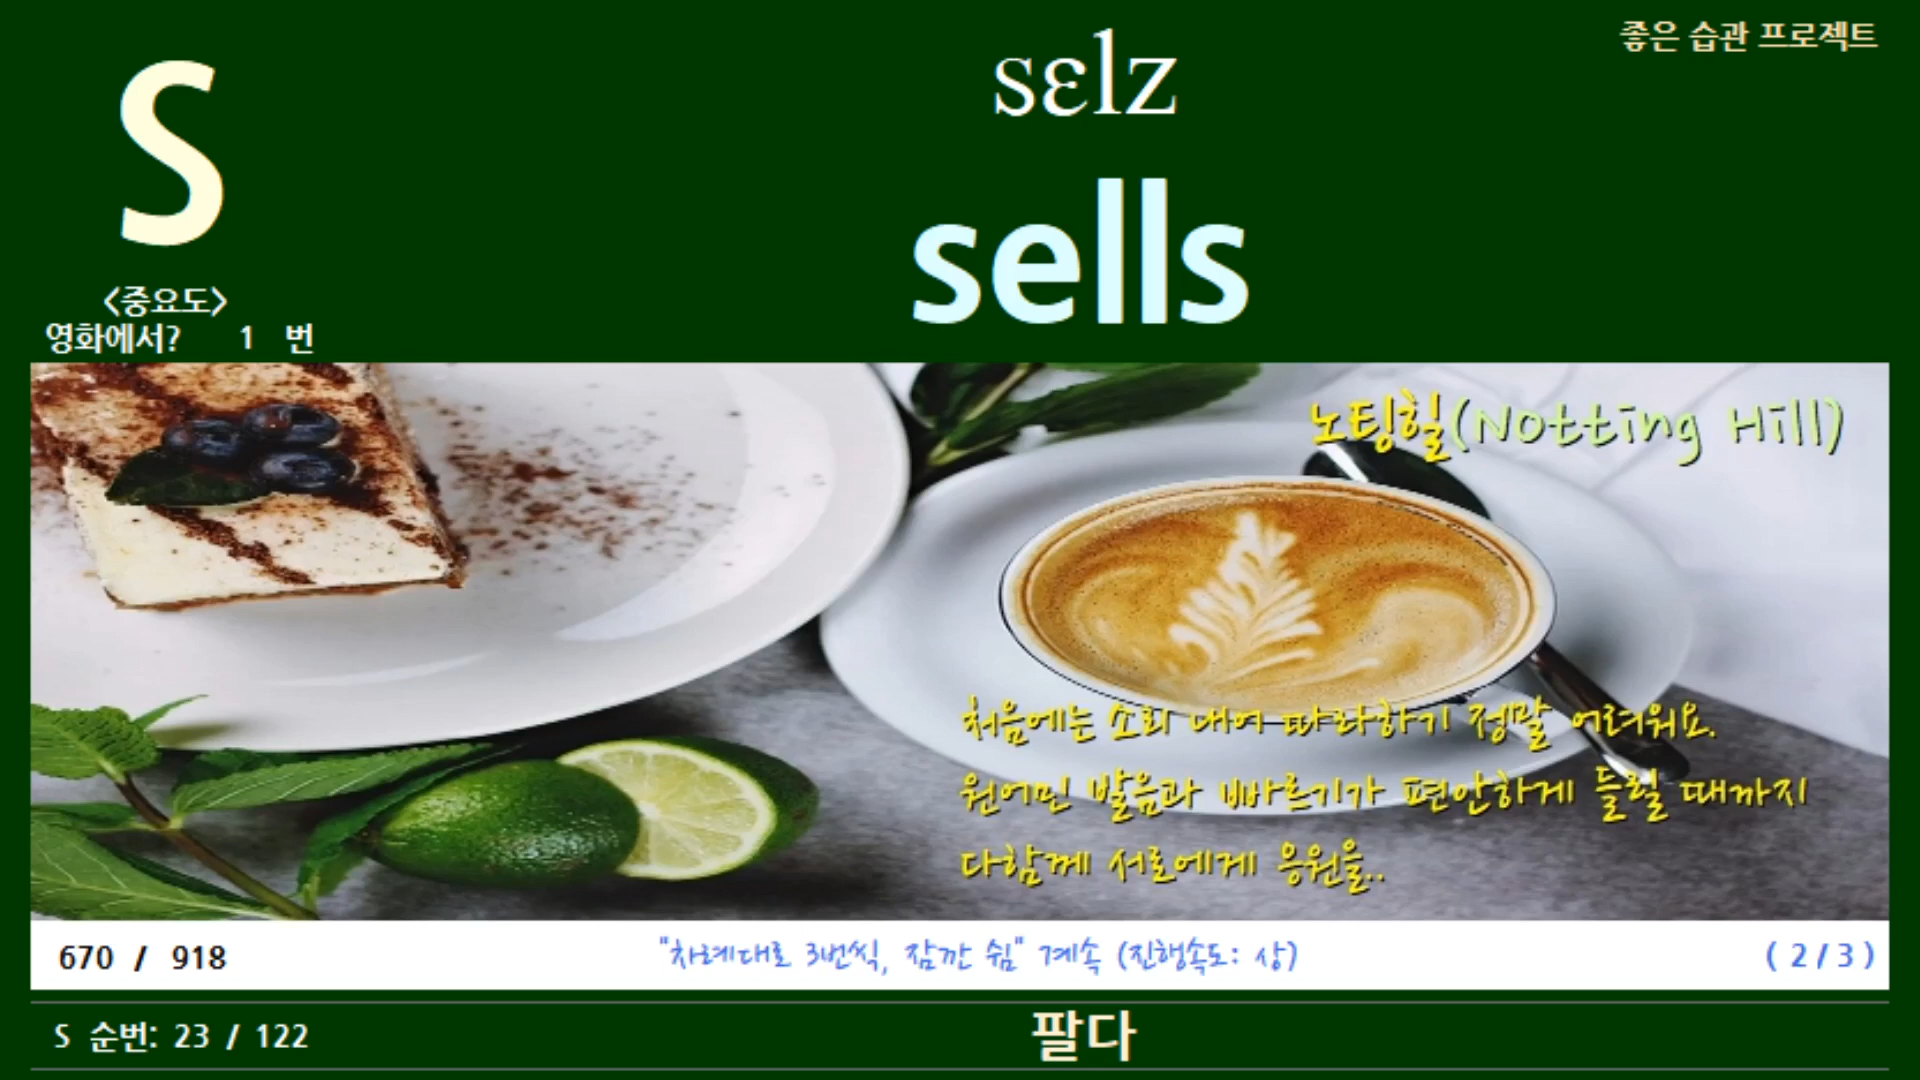 좋은 습관 프로젝트
S
sɛlz
sells
<중요도>
영화에서? 1 번
노팅힐(Notting Hill)
처음에는 소리 내어 따라하기 정말 어려워요.
원어민 발음과 빠르기가 편안하게 들릴 때까지
다함께 서로에게 응원을..
670 / 918
"차례대로 3번씩, 잠깐 쉼" 계속 (진행속도: 상)
( 2 / 3 )
S 순번: 23 / 122
팔다